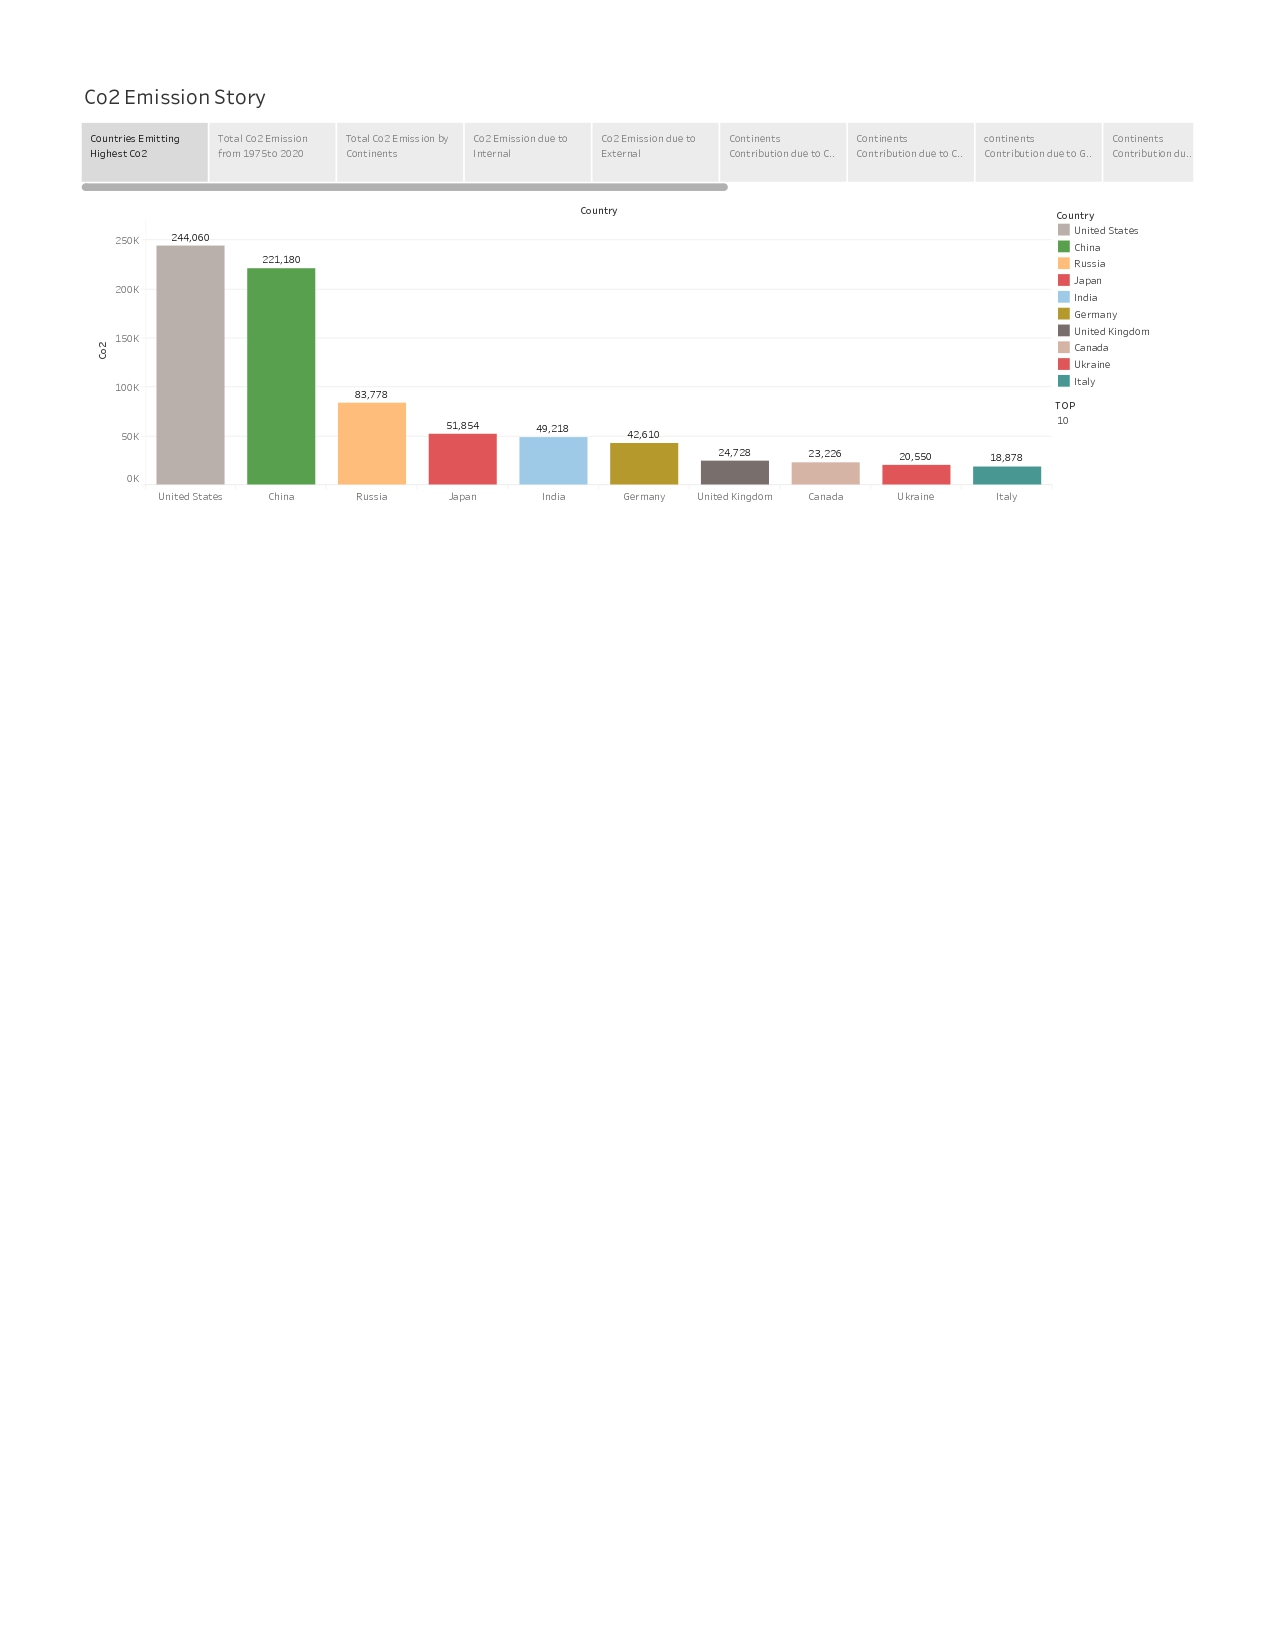 Co2 Emission Story
Countries Emitting
Highest Co2
Total Co2 Emission
from 1975to 2020
Total Co2 Emission by
Continents
Co2 Emission due to
Internal
Co2 Emission due to
External
Continents
Contribution due to C..
Continents
Contribution due to C..
continents
Contribution due to G..
Continents
Contribution du..
Country
Co2
250K
200K
150K
100K
50K
0K
244,060
221,180
83,778
51,854
49,218
42,610
24,728
23,226
20,550
18,878
United States
China
Russia
Japan
India
Germany
United Kingdom
Canada
Ukraine
Italy
Country
United States
China
Russia
Japan
India
Germany
United Kingdom
Canada
Ukraine
Italy
TOP
10